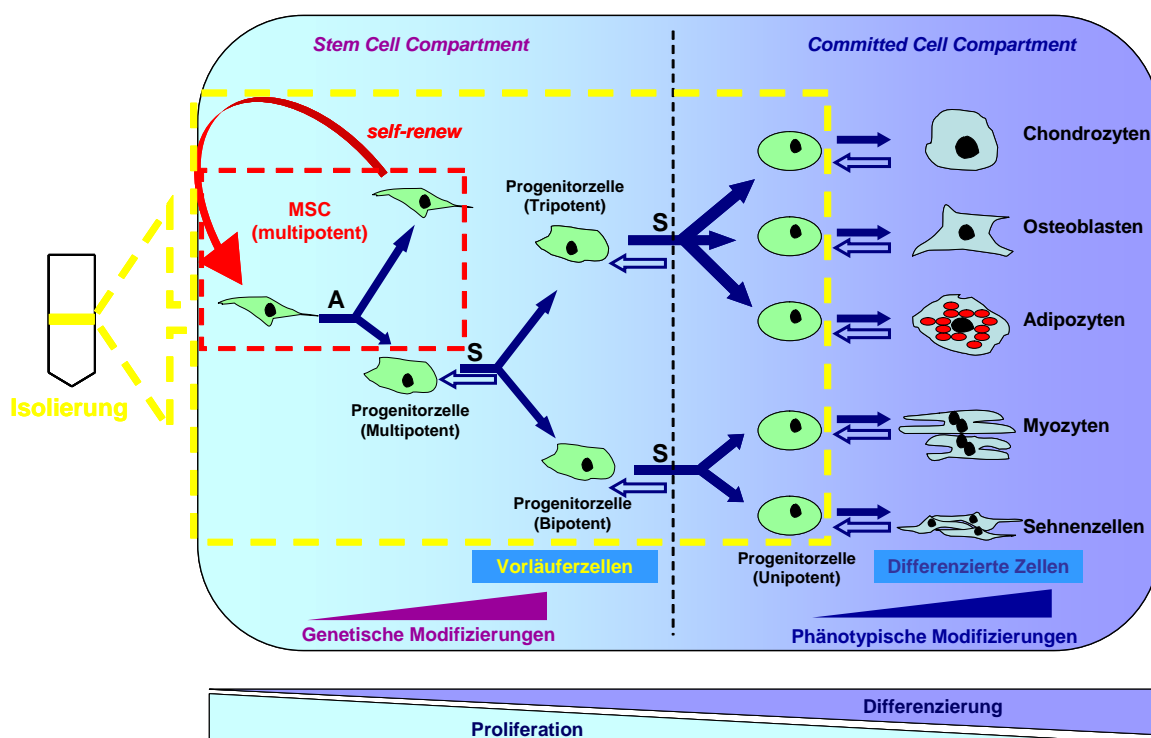 Stem Cell Compartment
Committed Cell Compartment
self-renew
MSC
(multipotent)
A
Progenitorzelle
(Tripotent)
S
Chondrozyten
Osteoblasten
Adipozyten
Isolierung
S
Progenitorzelle
(Multipotent)
S
Progenitorzelle
(Bipotent)
Myozyten
Sehnenzellen
Progenitorzelle
(Unipotent)
Vorläuferzellen
Differenzierte Zellen
Genetische Modifizierungen
Phänotypische Modifizierungen
Differenzierung
Proliferation